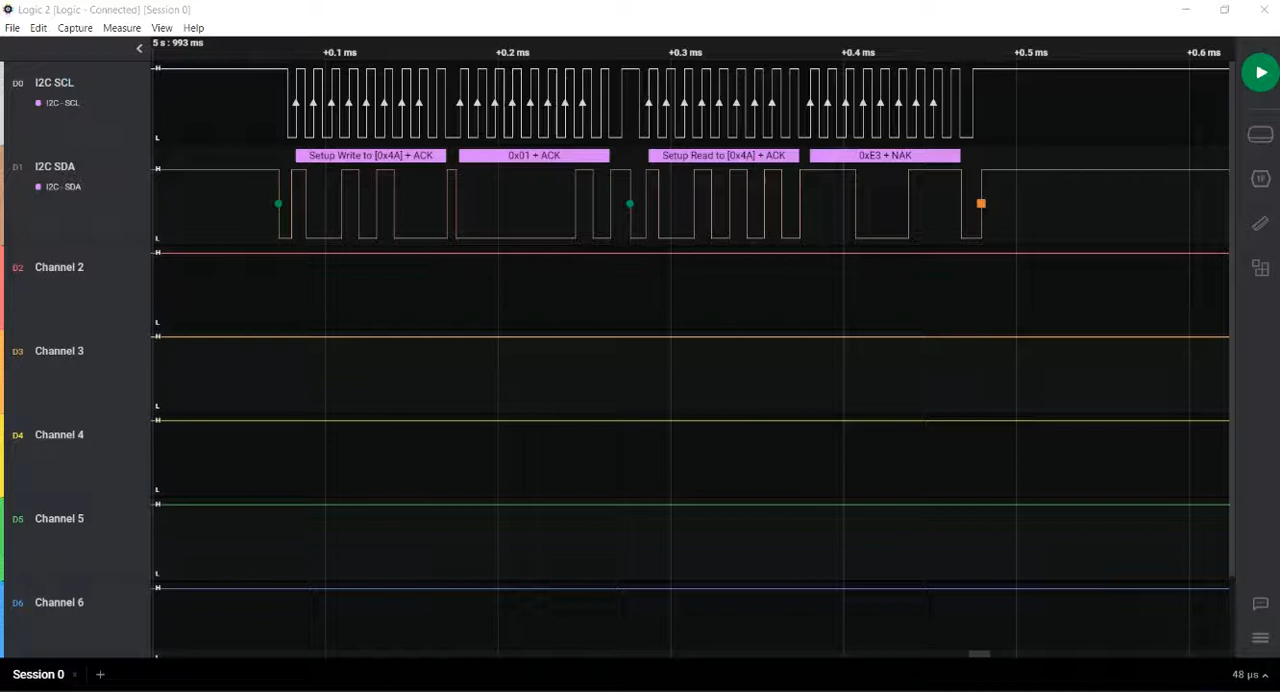 Logic 2 [Logic - Connected] [Session 0]
File Edit Capture Measure View Help
5 s : 993 ms
+0.1 ms +0.2 ms +0.3 ms +0.4 ms +0.5 ms +0.6 ms
D0 I2C SCL
I2C - SCL
H
L
Setup Write to [0x4A] + ACK 0x01 + ACK Setup Read to [0x4A] + ACK 0xE3 + NAK
D1 I2C SDA
I2C - SDA
H
L
D2 Channel 2
H
L
D3 Channel 3
H
L
D4 Channel 4
H
L
D5 Channel 5
H
L
D6 Channel 6
H
Session 0 × +
48 µs